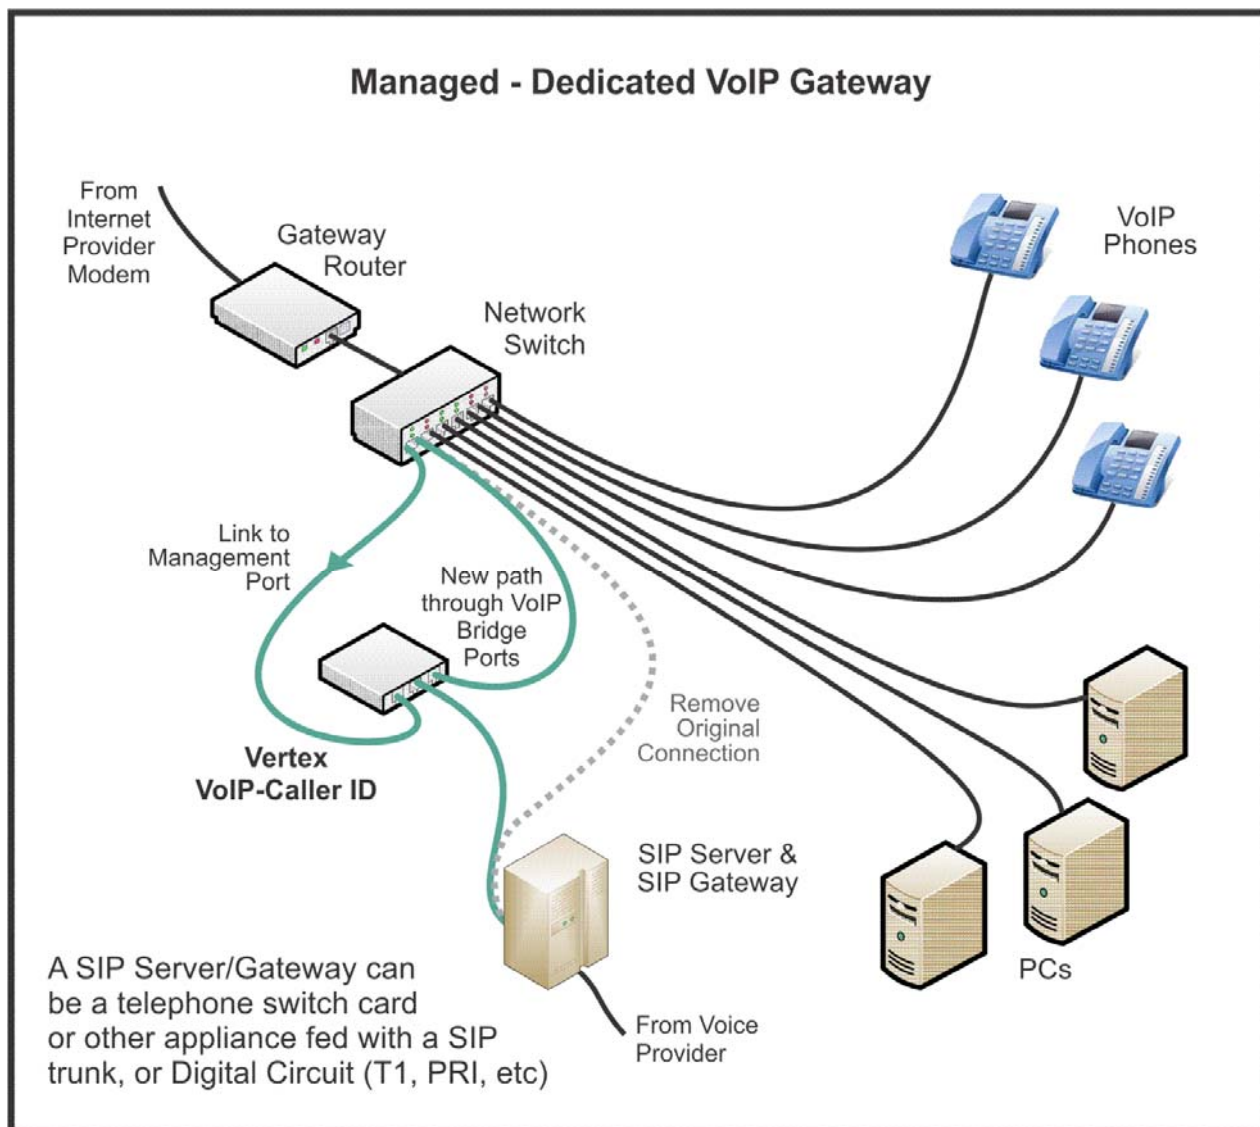 Managed - Dedicated VoIP Gateway
From
Internet
Provider
Modem
Gateway
Router
Network
Switch
VoIP
Phones
Link to
Management
Port
New path
through VoIP
Bridge
Ports
Remove
Original
Connection
Vertex
VoIP-Caller ID
SIP Server &
SIP Gateway
PCs
A SIP Server/Gateway can
be a telephone switch card
or other appliance fed with a SIP
trunk, or Digital Circuit (T1, PRI, etc)
From Voice
Provider